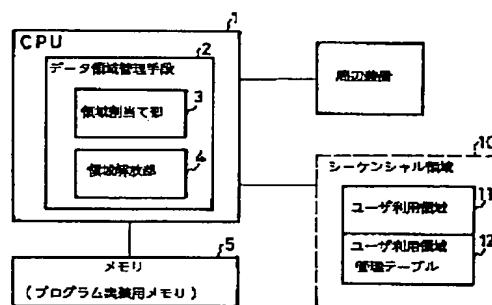 1
CPU
2
データ領域管理手段
3
領域割当て部
4
領域解放部
周辺装置
10
シーケンシャル領域
11
ユーザ利用領域
12
ユーザ利用領域
管理テーブル
5
メモリ
(プログラム実装用メモリ)